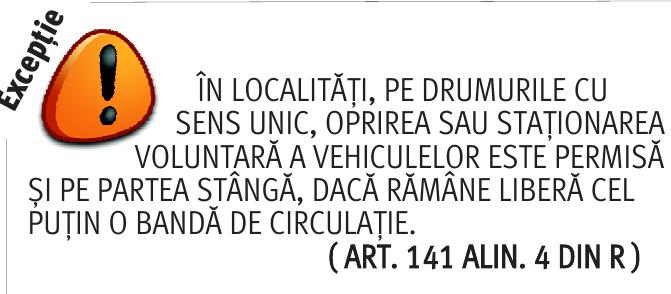 Excepție
ÎN LOCALITĂȚI, PE DRUMURILE CU
SENS UNIC, OPRIREA SAU STAȚIONAREA
VOLUNTARĂ A VEHICULELOR ESTE PERMISĂ
ȘI PE PARTEA STÂNGĂ, DACĂ RĂMÂNE LIBERĂ CEL
PUȚIN O BANDĂ DE CIRCULAȚIE.
( ART. 141 ALIN. 4 DIN R )